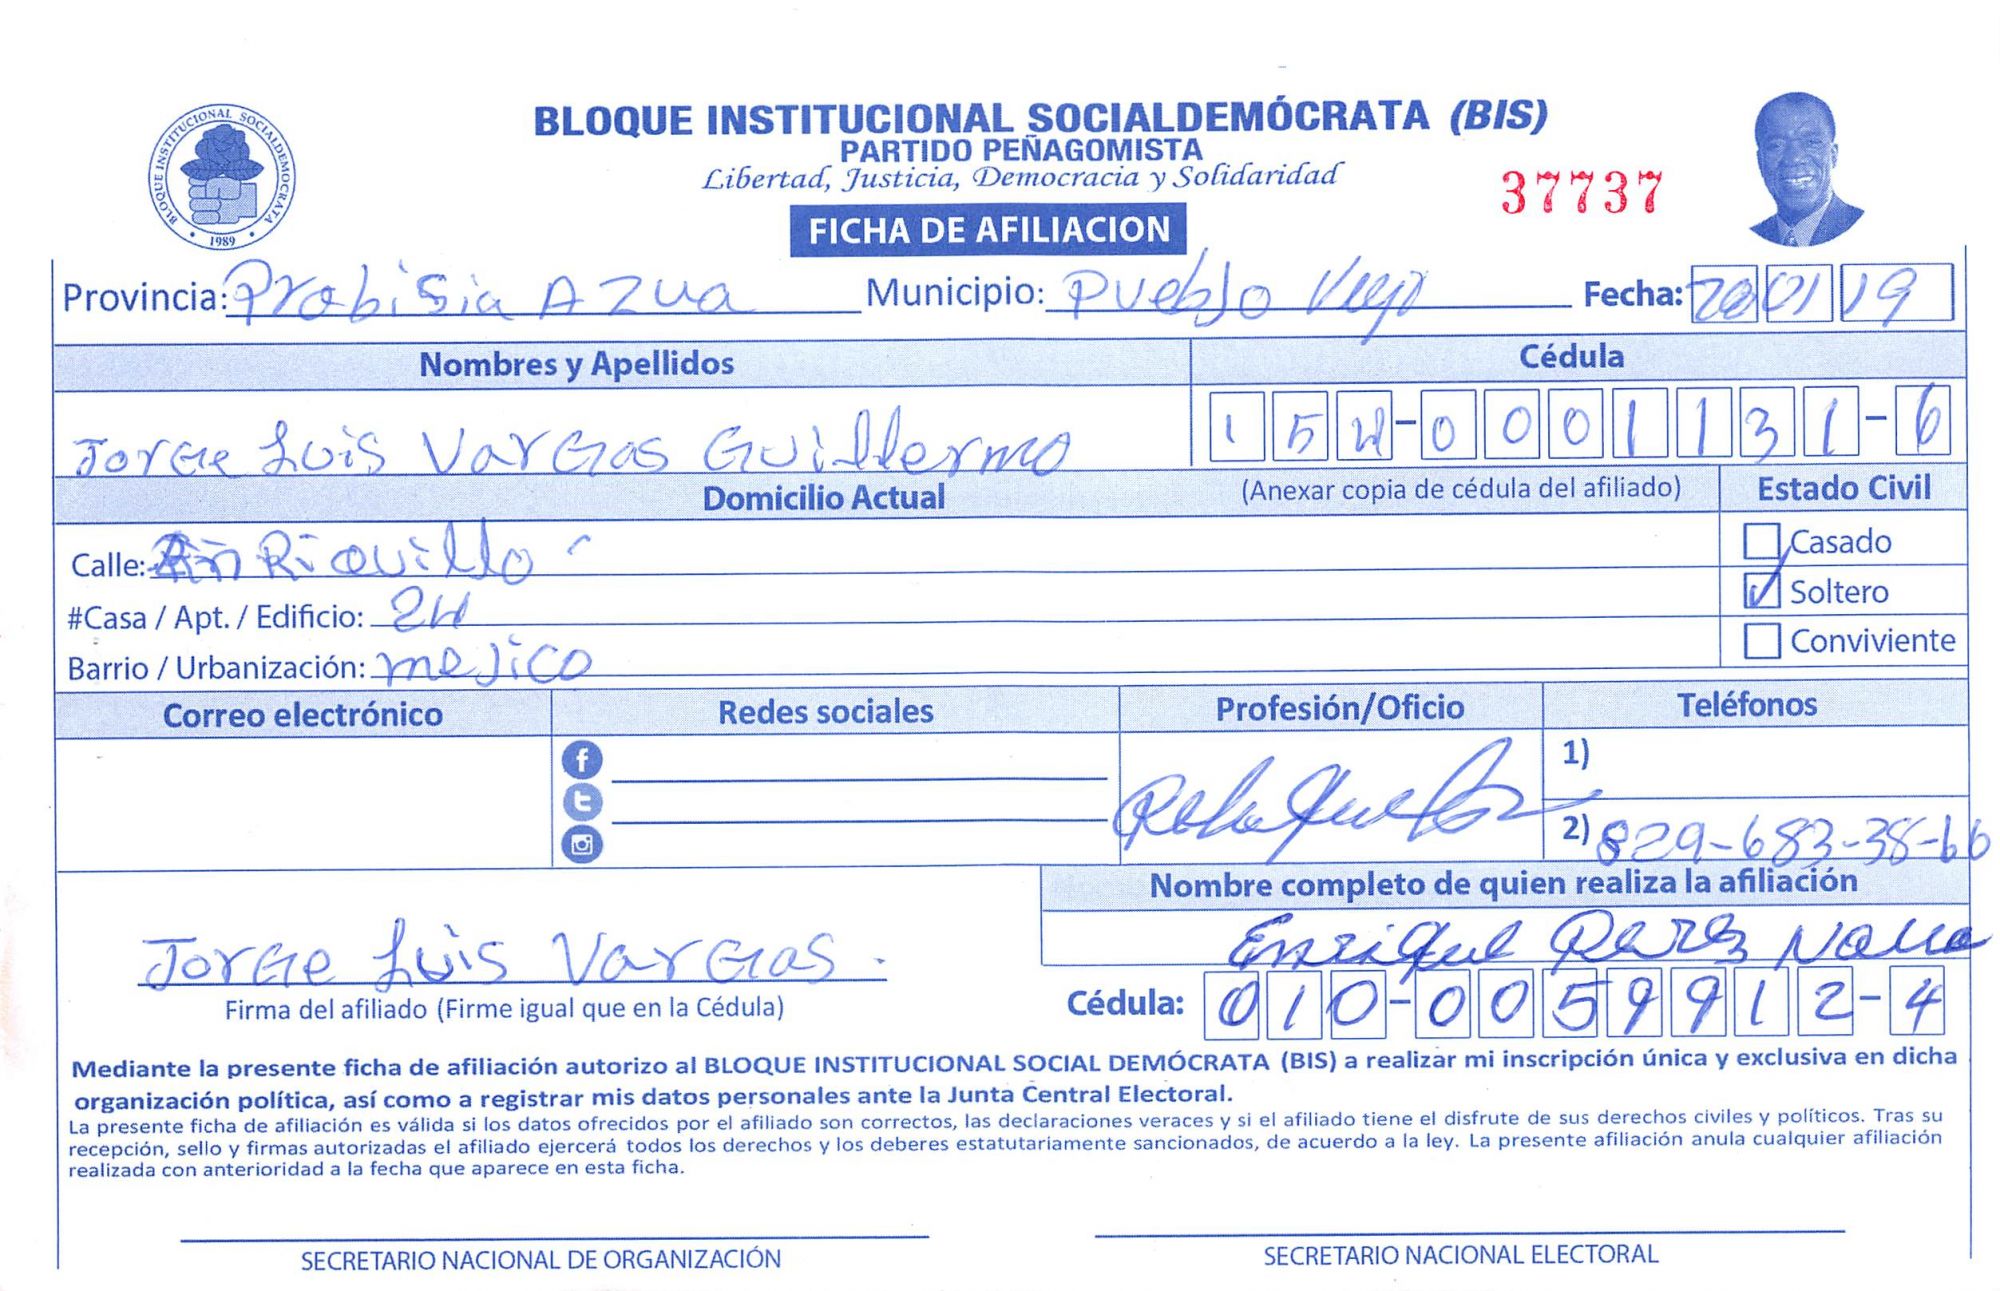 BLOQUE INSTITUCIONAL SOCIALDEMÓCRATA (BIS)
PARTIDO PEÑAGOMISTA
Libertad, Justicia, Democracia y Solidaridad
37737
BLOQUE INSTITUCIONAL SOCIALDEMOCRATA
1989
FICHA DE AFILIACION
Provincia: Probisia AZua Municipio: Pueblo Viejo Fecha: 01 19
Nombres y Apellidos Cédula
Jorge Luis Vargas Guillermo 154-0001131-6
Domicilio Actual (Anexar copia de cédula del afiliado) Estado Civil
Calle: Riquillo Casado
#Casa / Apt. / Edificio: 24 Soltero
Barrio / Urbanización: mejico Conviviente
Correo electrónico Redes sociales Profesión/Oficio Teléfonos
1)
2) 829-683-38-66
Nombre completo de quien realiza la afiliación
Enrique Perez
Jorge Luis Vargas.
Firma del afiliado (Firme igual que en la Cédula) Cédula: 010-0059912-4
Mediante la presente ficha de afiliación autorizo al BLOQUE INSTITUCIONAL SOCIAL DEMÓCRATA (BIS) a realizar mi inscripción única y exclusiva en dicha
organización política, así como a registrar mis datos personales ante la Junta Central Electoral.
La presente ficha de afiliación es válida si los datos ofrecidos por el afiliado son correctos, las declaraciones veraces y si el afiliado tiene el disfrute de sus derechos civiles y políticos. Tras su
recepción, sello y firmas autorizadas el afiliado ejercerá todos los derechos y los deberes estatutariamente sancionados, de acuerdo a la ley. La presente afiliación anula cualquier afiliación
realizada con anterioridad a la fecha que aparece en esta ficha.
SECRETARIO NACIONAL DE ORGANIZACIÓN SECRETARIO NACIONAL ELECTORAL